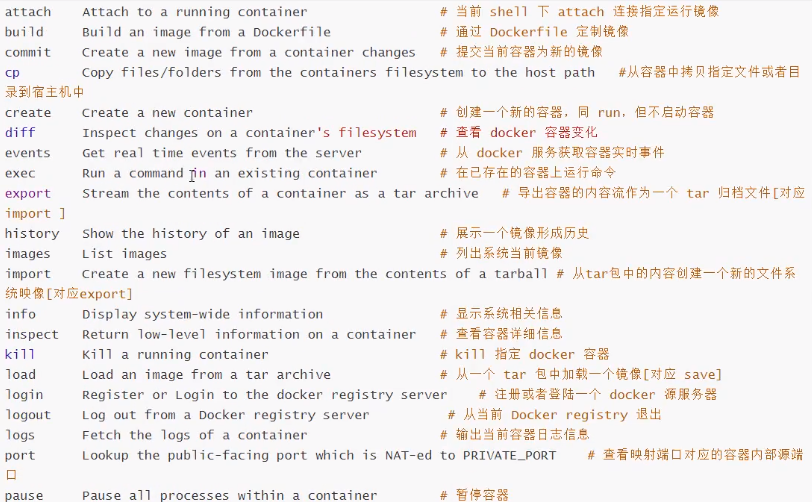 attach    Attach to a running container                 # 当前 shell 下 attach 连接指定运行镜像
build     Build an image from a Dockerfile              # 通过 Dockerfile 定制镜像
commit    Create a new image from a container changes   # 提交当前容器为新的镜像
cp        Copy files/folders from the containers filesystem to the host path   #从容器中拷贝指定文件或者目
录到宿主机中
create    Create a new container                        # 创建一个新的容器，同 run，但不启动容器
diff      Inspect changes on a container's filesystem   # 查看 docker 容器变化
events    Get real time events from the server          # 从 docker 服务获取容器实时事件
exec      Run a command in an existing container        # 在已存在的容器上运行命令
export    Stream the contents of a container as a tar archive   # 导出容器的内容流作为一个 tar 归档文件[对应
import ]
history   Show the history of an image                  # 展示一个镜像形成历史
images    List images                                   # 列出系统当前镜像
import    Create a new filesystem image from the contents of a tarball # 从tar包中的内容创建一个新的文件系
统映像[对应export]
info      Display system-wide information               # 显示系统相关信息
inspect   Return low-level information on a container   # 查看容器详细信息
kill      Kill a running container                      # kill 指定 docker 容器
load      Load an image from a tar archive              # 从一个 tar 包中加载一个镜像[对应 save]
login     Register or Login to the docker registry server    # 注册或者登陆一个 docker 源服务器
logout    Log out from a Docker registry server          # 从当前 Docker registry 退出
logs      Fetch the logs of a container                 # 输出当前容器日志信息
port      Lookup the public-facing port which is NAT-ed to PRIVATE_PORT    # 查看映射端口对应的容器内部源端
口
pause     Pause all processes within a container        # 暂停容器